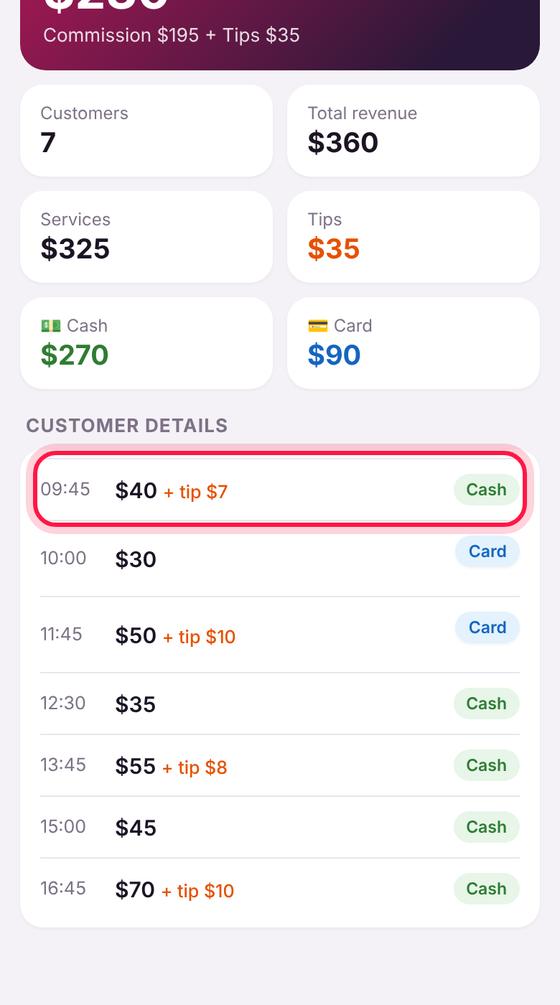 $230
Commission $195 + Tips $35
Customers
7
Total revenue
$360
Services
$325
Tips
$35
💵 Cash
$270
💳 Card
$90
CUSTOMER DETAILS
09:45 $40 + tip $7 Cash
10:00 $30 Card
11:45 $50 + tip $10 Card
12:30 $35 Cash
13:45 $55 + tip $8 Cash
15:00 $45 Cash
16:45 $70 + tip $10 Cash